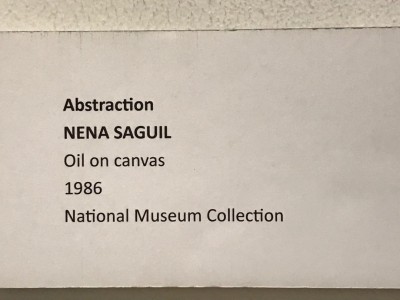 Abstraction
NENA SAGUIL
Oil on canvas
1986
National Museum Collection